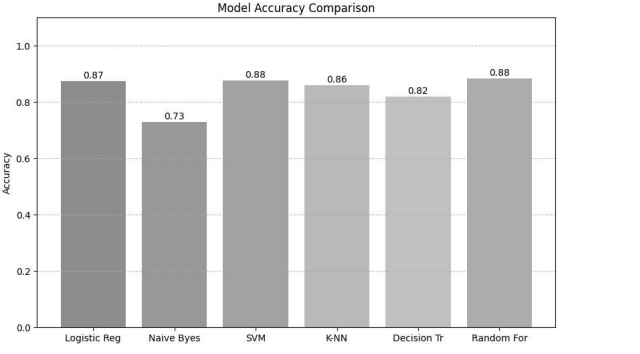 Model Accuracy Comparison
1.0
0.8
0.6
0.4
0.2
0.0
Accuracy
0.87
0.73
0.88
0.86
0.82
0.88
Logistic Reg
Naive Byes
SVM
K-NN
Decision Tr
Random For